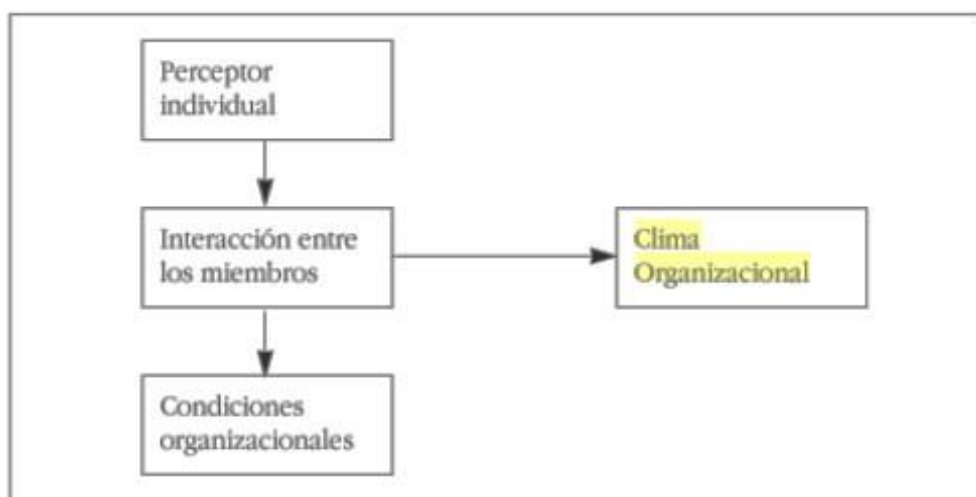 Perceptor
individual
Interacción entre
los miembros
Clima
Organizacional
Condiciones
organizacionales